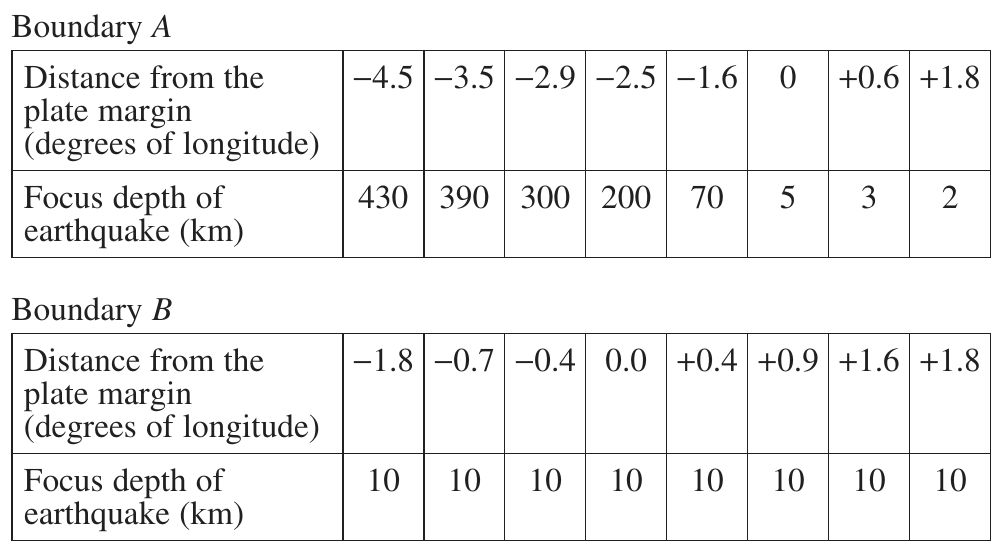 Boundary A
Distance from the
plate margin
(degrees of longitude)
−4.5 −3.5 −2.9 −2.5 −1.6 0 +0.6 +1.8
Focus depth of
earthquake (km)
430 390 300 200 70 5 3 2
Boundary B
Distance from the
plate margin
(degrees of longitude)
−1.8 −0.7 −0.4 0.0 +0.4 +0.9 +1.6 +1.8
Focus depth of
earthquake (km)
10 10 10 10 10 10 10 10